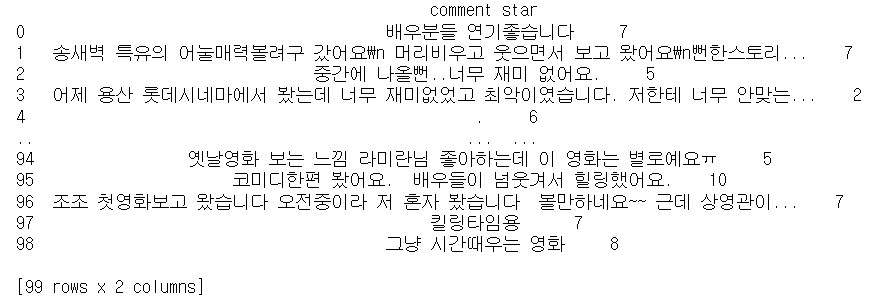 comment star
0 배우분들 연기좋습니다 7
1 송새벽 특유의 어눌매력볼려구 갔어요₩n 머리비우고 웃으면서 보고 왔어요₩n뻔한스토리... 7
2 중간에 나올뻔..너무 재미 없어요. 5
3 어제 용산 롯데시네마에서 봤는데 너무 재미없었고 최악이였습니다. 저한테 너무 안맞는... 2
4 . 6
.. ... ...
94 옛날영화 보는 느낌 라미란님 좋아하는데 이 영화는 별로예요ㅠ 5
95 코미디한편 봤어요. 배우들이 넘웃겨서 힐링했어요. 10
96 조조 첫영화보고 왔습니다 오전중이라 저 혼자 봤습니다 볼만하네요~~ 근데 상영관이... 7
97 킬링타임용 7
98 그냥 시간때우는 영화 8
[99 rows x 2 columns]